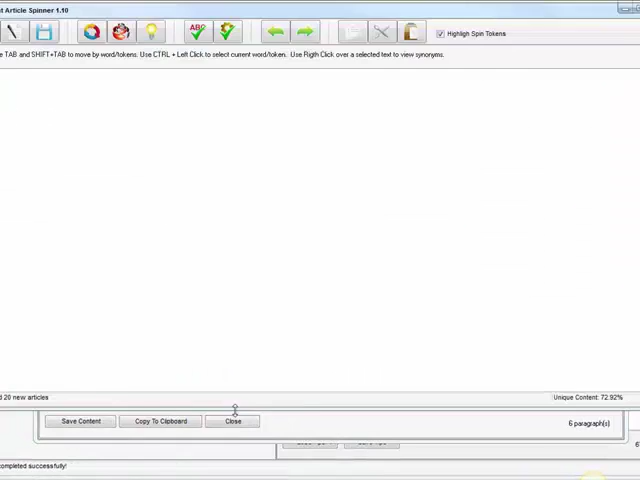 t Article Spinner 1.10
ABC
Highligh Spin Tokens
e TAB and SHIFT+TAB to move by word/tokens. Use CTRL + Left Click to select current word/token. Use Rigth Click over a selected text to view synonyms.
d 20 new articles
Unique Content: 72.92%
Save Content
Copy To Clipboard
Close
6 paragraph(s)
completed successfully!